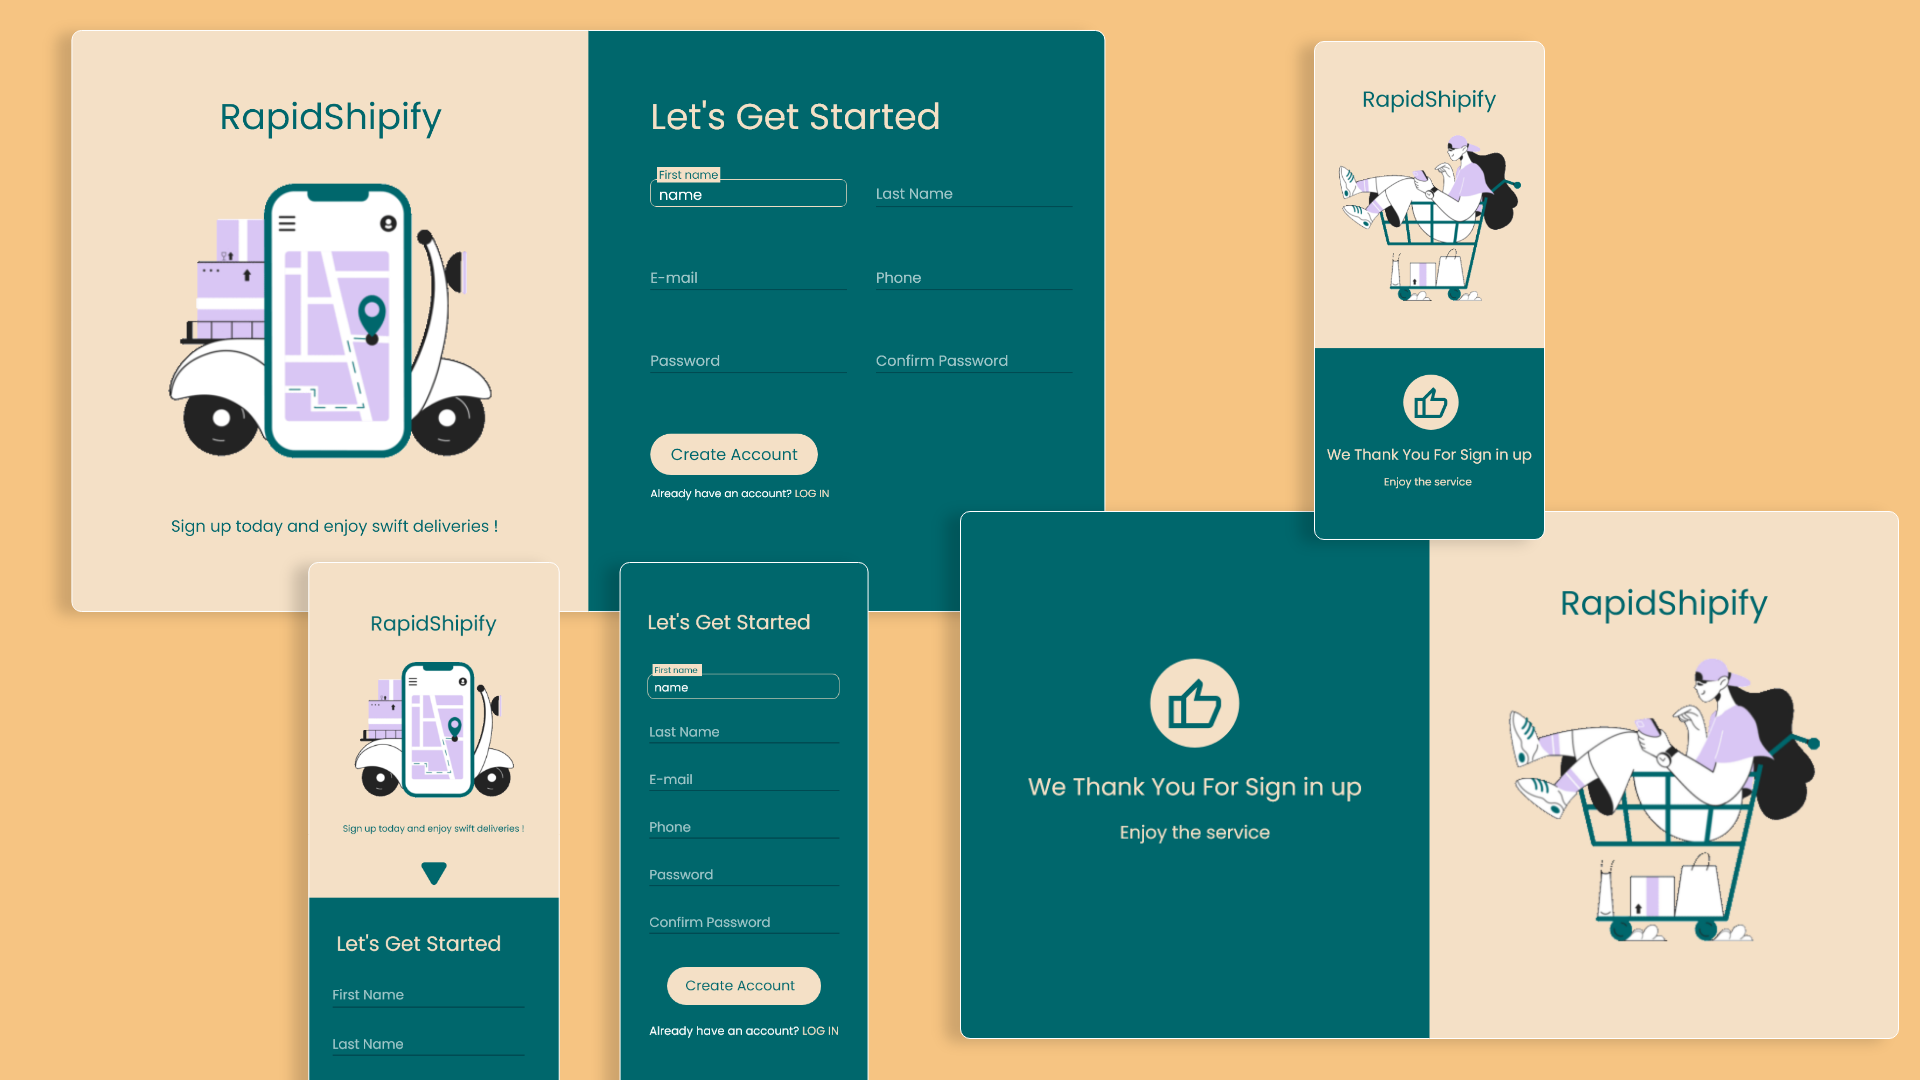 RapidShipify
Sign up today and enjoy swift deliveries !
Let's Get Started
First name
name
Last Name
E-mail
Phone
Password
Confirm Password
Create Account
Already have an account? LOG IN
RapidShipify
We Thank You For Sign in up
Enjoy the service
RapidShipify
Sign up today and enjoy swift deliveries !
Let's Get Started
First Name
Last Name
Let's Get Started
First name
name
Last Name
E-mail
Phone
Password
Confirm Password
Create Account
Already have an account? LOG IN
We Thank You For Sign in up
Enjoy the service
RapidShipify